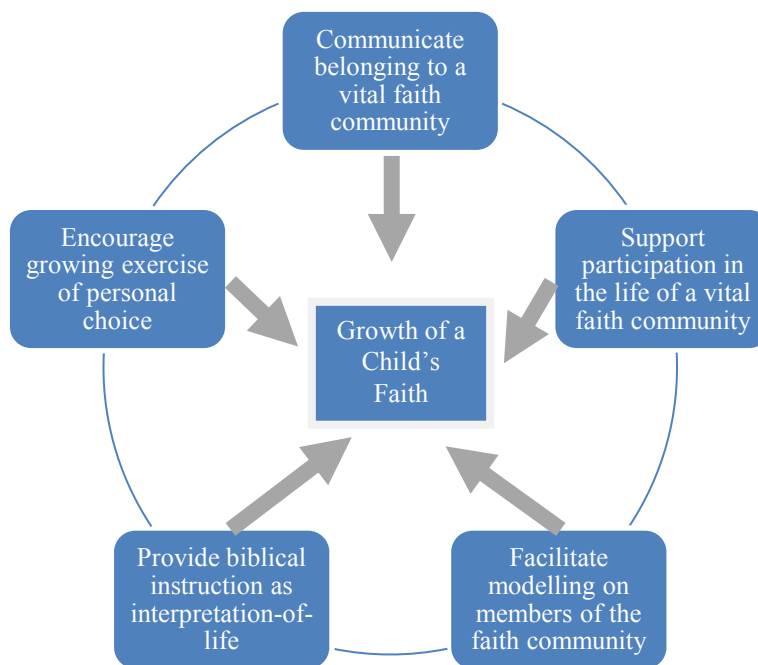 Communicate
belonging to a
vital faith
community
Encourage
growing exercise
of personal
choice
Support
participation in
the life of a vital
faith community
Growth of a
Child’s
Faith
Provide biblical
instruction as
interpretation-of-
life
Facilitate
modelling on
members of the
faith community